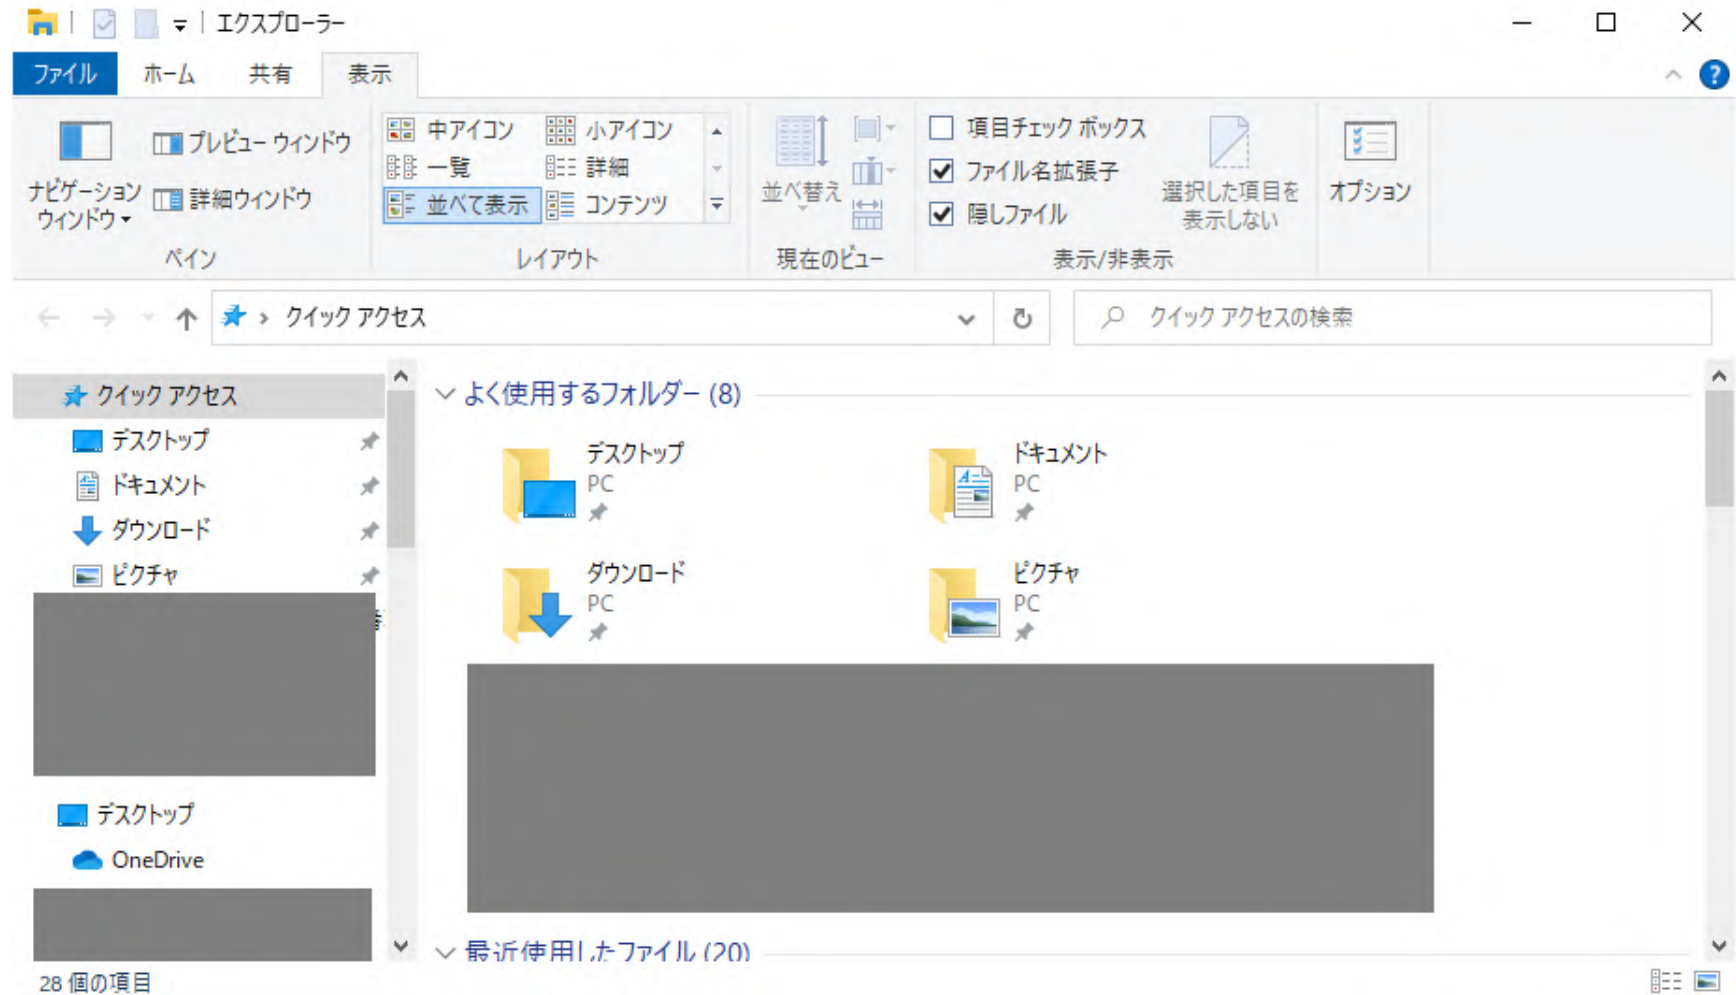 エクスプローラー
ファイル ホーム 共有 表示
ナビゲーション
ウィンドウ
プレビュー ウィンドウ
詳細ウィンドウ
ペイン
中アイコン 小アイコン
一覧 詳細
並べて表示 コンテンツ
レイアウト
並べ替え
現在のビュー
項目チェック ボックス
ファイル名拡張子
隠しファイル
選択した項目を
表示しない
表示/非表示
オプション
クイック アクセス
クイック アクセスの検索
クイック アクセス
デスクトップ
ドキュメント
ダウンロード
ピクチャ
デスクトップ
OneDrive
よく使用するフォルダー (8)
デスクトップ
PC
ドキュメント
PC
ダウンロード
PC
ピクチャ
PC
最近使用したファイル (20)
28 個の項目